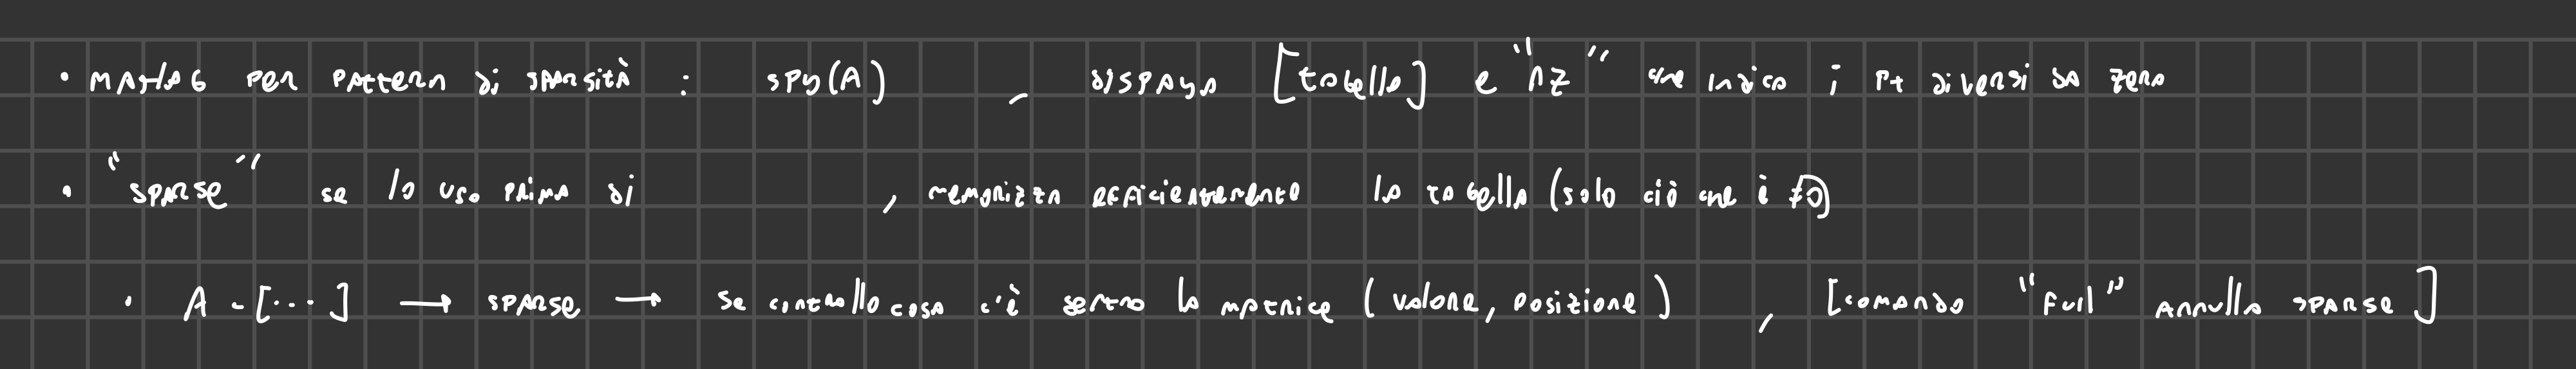 • MATLAB PER PATTERN di SPARSITÀ : SPY(A) , DISPAYA [tabella] e "nz" che indica i Pt diversi da zero
• "SPARSE" se lo uso PRIMA di , memorizza efficientemente la tabella (solo ciò che è ≠0)
• A = [...] → SPARSE → se controllo cosa c'è dentro la matrice (valore, posizione) , [comando "full" annulla SPARSE]